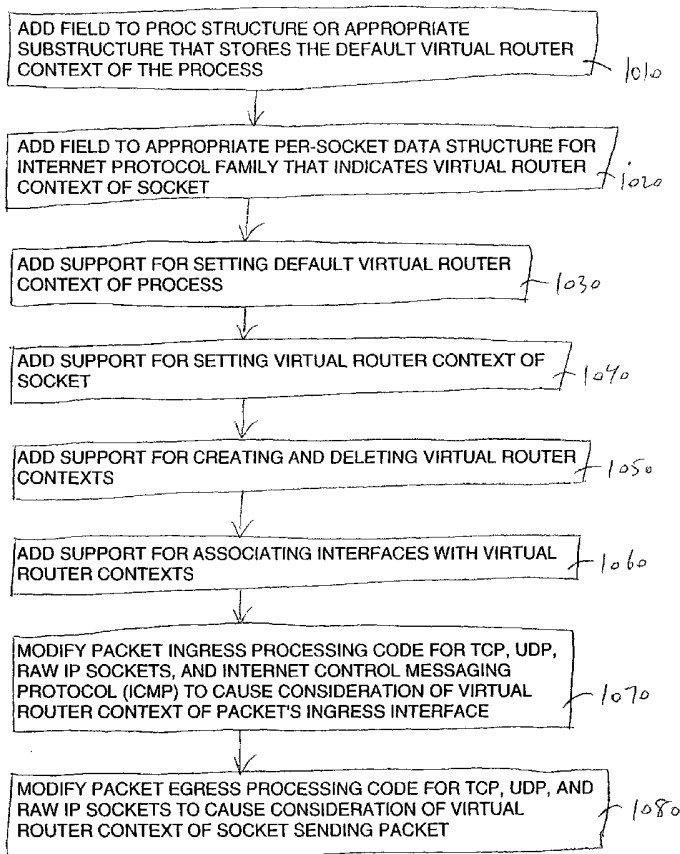 ADD FIELD TO PROC STRUCTURE OR APPROPRIATE
SUBSTRUCTURE THAT STORES THE DEFAULT VIRTUAL ROUTER
CONTEXT OF THE PROCESS
1010
ADD FIELD TO APPROPRIATE PER-SOCKET DATA STRUCTURE FOR
INTERNET PROTOCOL FAMILY THAT INDICATES VIRTUAL ROUTER
CONTEXT OF SOCKET
1020
ADD SUPPORT FOR SETTING DEFAULT VIRTUAL ROUTER
CONTEXT OF PROCESS
1030
ADD SUPPORT FOR SETTING VIRTUAL ROUTER CONTEXT OF
SOCKET
1040
ADD SUPPORT FOR CREATING AND DELETING VIRTUAL ROUTER
CONTEXTS
1050
ADD SUPPORT FOR ASSOCIATING INTERFACES WITH VIRTUAL
ROUTER CONTEXTS
1060
MODIFY PACKET INGRESS PROCESSING CODE FOR TCP, UDP,
RAW IP SOCKETS, AND INTERNET CONTROL MESSAGING
PROTOCOL (ICMP) TO CAUSE CONSIDERATION OF VIRTUAL
ROUTER CONTEXT OF PACKET'S INGRESS INTERFACE
1070
MODIFY PACKET EGRESS PROCESSING CODE FOR TCP, UDP, AND
RAW IP SOCKETS TO CAUSE CONSIDERATION OF VIRTUAL
ROUTER CONTEXT OF SOCKET SENDING PACKET
1080